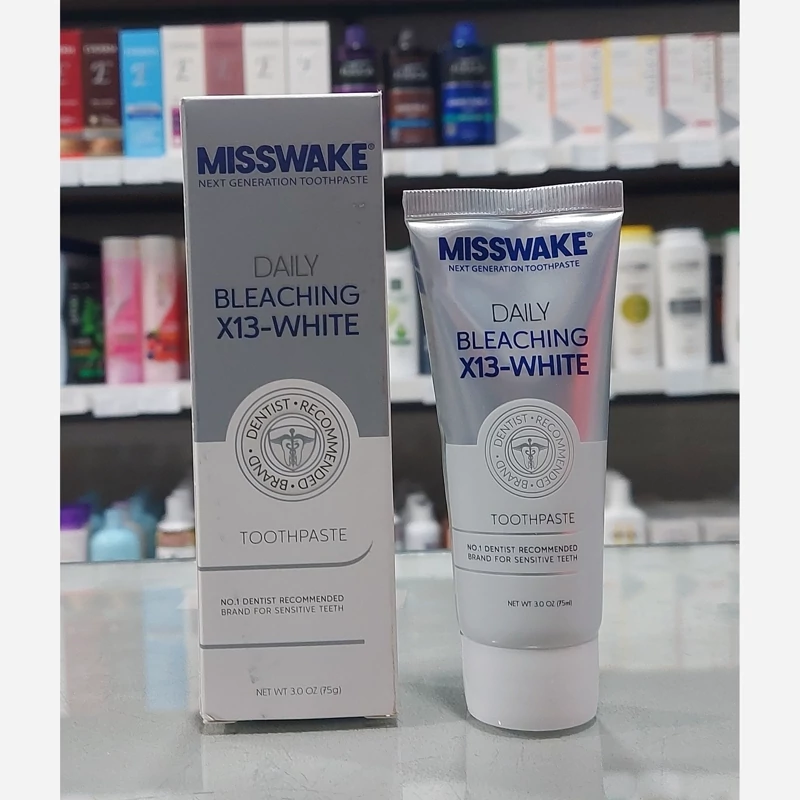 MISSWAKE®
NEXT GENERATION TOOTHPASTE
DAILY
BLEACHING
X13-WHITE
DENTIST • RECOMMENDED • BRAND •
TOOTHPASTE
NO.1 DENTIST RECOMMENDED
BRAND FOR SENSITIVE TEETH
NET WT 3.0 OZ (75g)
MISSWAKE®
NEXT GENERATION TOOTHPASTE
DAILY
BLEACHING
X13-WHITE
DENTIST • RECOMMENDED • BRAND •
TOOTHPASTE
NO.1 DENTIST RECOMMENDED
BRAND FOR SENSITIVE TEETH
NET WT 3.0 OZ (75ml)